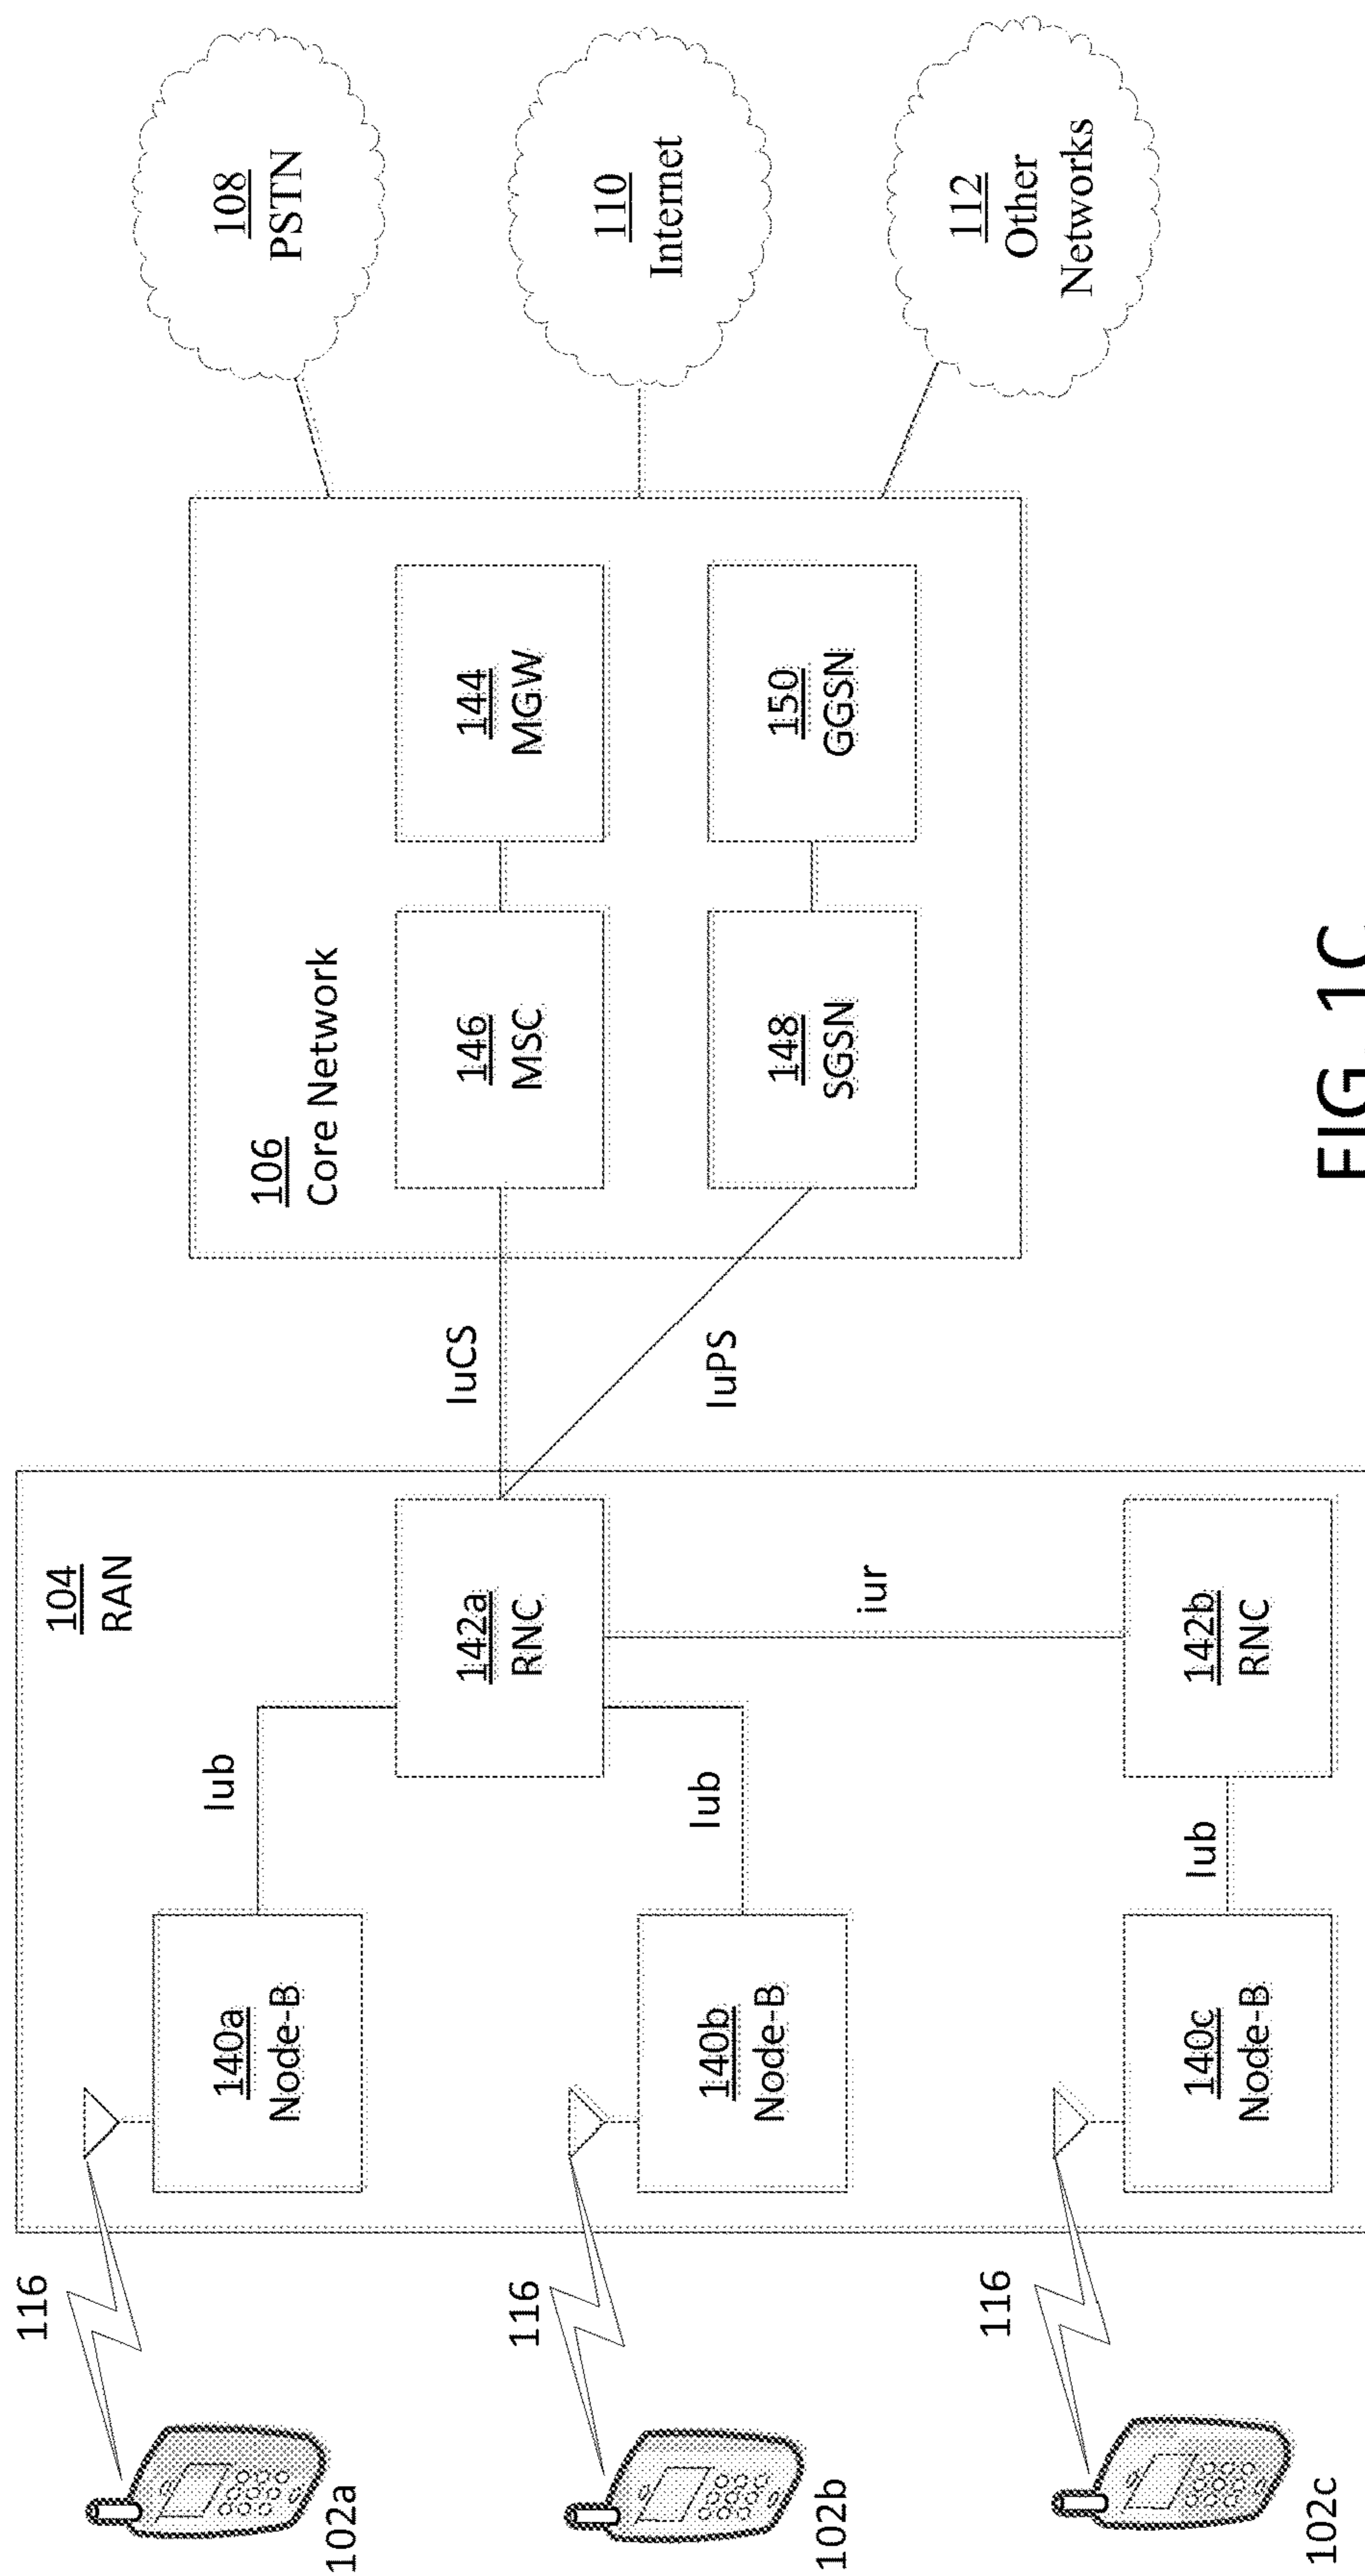 104
RAN
116
102a
140a
Node-B
Iub
142a
RNC
IuCS
106
Core Network
146
MSC
144
MGW
108
PSTN
116
102b
140b
Node-B
Iub
IuPS
148
SGSN
150
GGSN
110
Internet
iur
116
102c
140c
Node-B
Iub
142b
RNC
112
Other
Networks
FIG. 1C